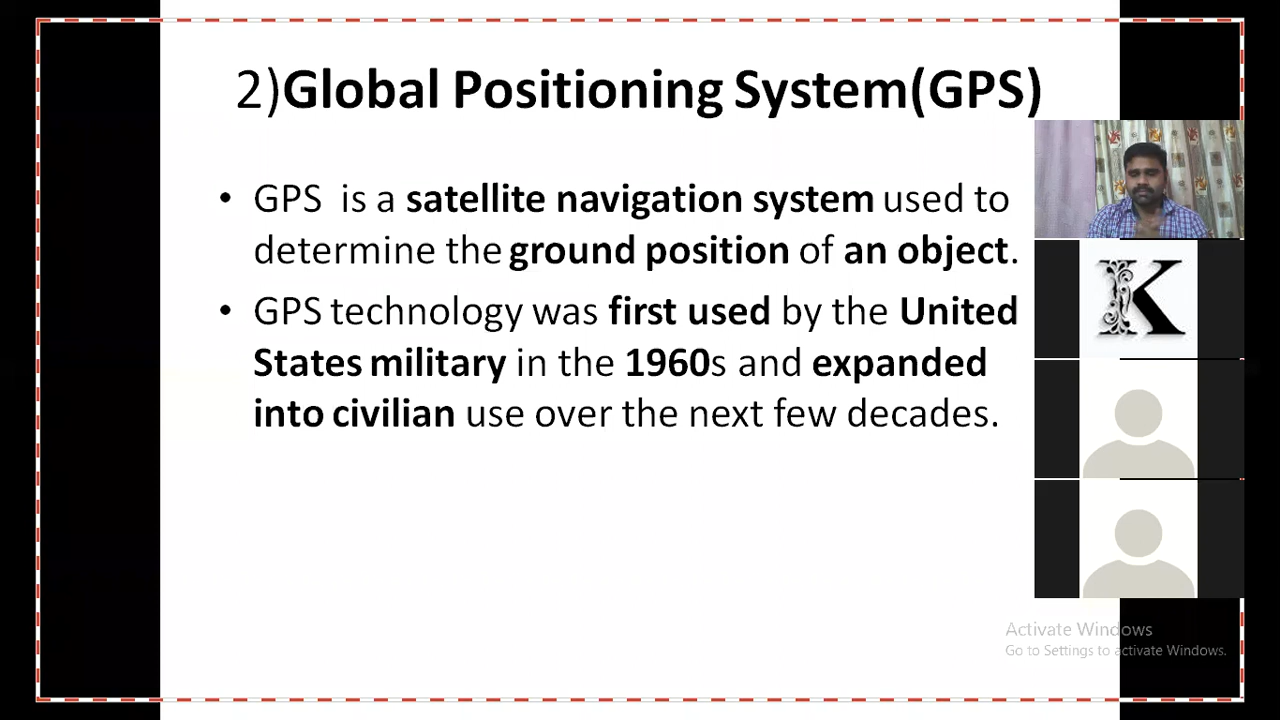 2)Global Positioning System(GPS)
• GPS is a satellite navigation system used to
determine the ground position of an object.
• GPS technology was first used by the United
States military in the 1960s and expanded
into civilian use over the next few decades.
K
Activate Windows
Go to Settings to activate Windows.